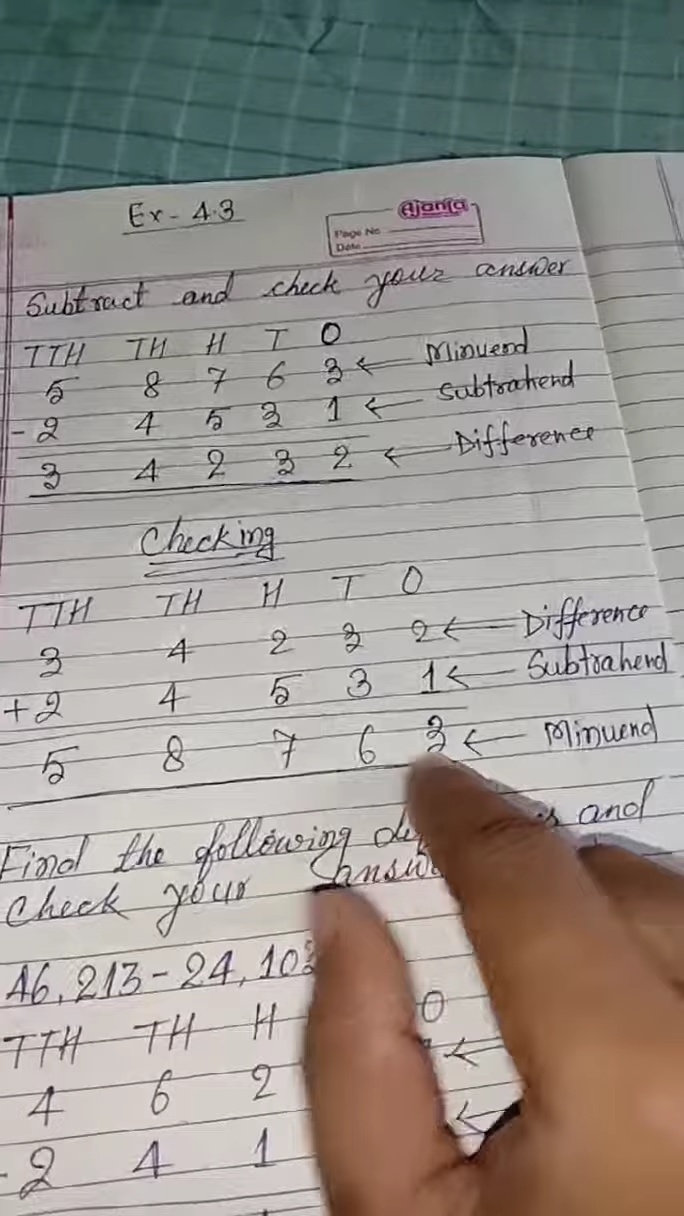 Ex - 4.3
Ajanta
Page No
Date
Subtract and check your answer
TTH TH H T O
5 8 7 6 3 ← Minuend
- 2 4 5 3 1 ← Subtrahend
3 4 2 3 2 ← Difference
Checking
TTH TH H T O
3 4 2 3 2 ← Difference
+ 2 4 5 3 1 ← Subtrahend
5 8 7 6 3 ← Minuend
Find the following and
Check your
46,213 - 24,10
TTH TH H O
4 6 2 ←
- 2 4 1 ←